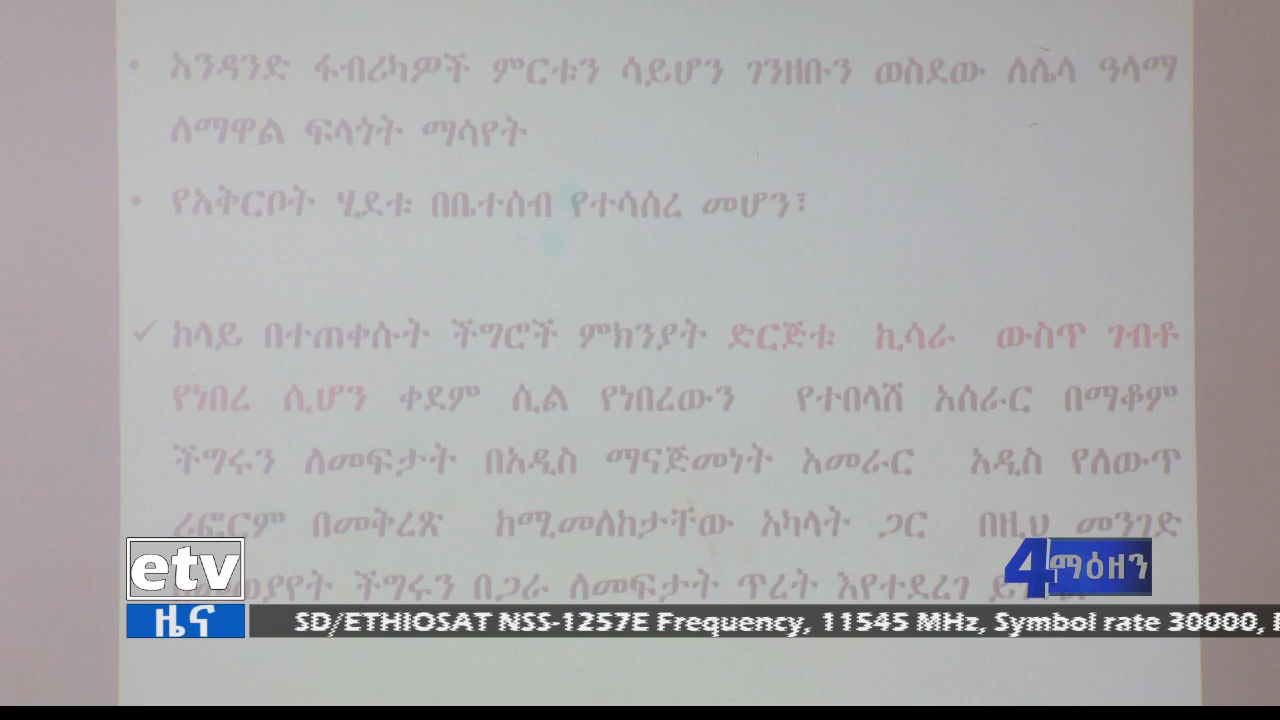 • አንዳንድ ፋብሪካዎች ምርቱን ሳይሆን ገንዘቡን ወስደው ለሌላ ዓላማ
ለማዋል ፍላጎት ማሳየት
• የአቅርቦት ሂደቱ በቤተሰብ የተሳሰረ መሆን፣
✓ ከላይ በተጠቀሱት ችግሮች ምክንያት ድርጅቱ ኪሳራ ውስጥ ገብቶ
የነበረ ሲሆን ቀደም ሲል የነበረውን የተበላሸ አሰራር በማቆም
ችግሩን ለመፍታት በአዲስ ማናጅመነት አመራር አዲስ የለውጥ
ሪፎርም በመቅረጽ ከሚመለከታቸው አካላት ጋር በዚህ መንገድ
ችግሩን በጋራ ለመፍታት ጥረት እየተደረገ
etv
4ማዕዘን
ዜና
SD/ETHIOSAT NSS-1257E Frequency, 11545 MHz, Symbol rate 30000,